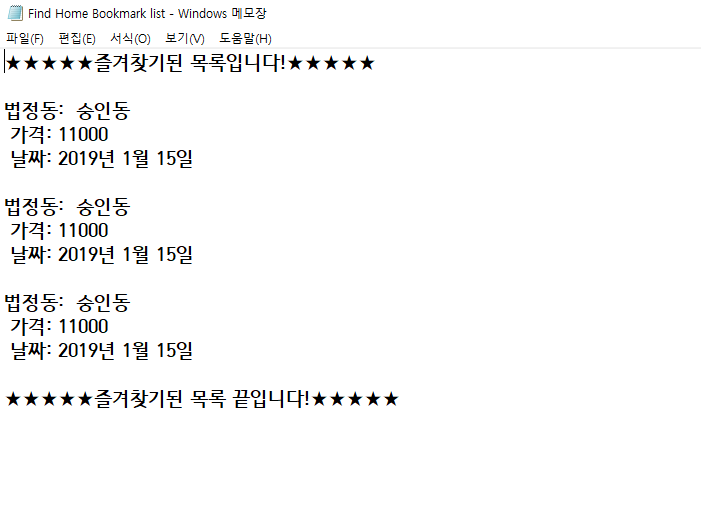 Find Home Bookmark list - Windows 메모장
파일(F) 편집(E) 서식(O) 보기(V) 도움말(H)
★★★★★즐겨찾기된 목록입니다!★★★★★
법정동:  숭인동
가격: 11000
날짜: 2019년 1월 15일
법정동:  숭인동
가격: 11000
날짜: 2019년 1월 15일
법정동:  숭인동
가격: 11000
날짜: 2019년 1월 15일
★★★★★즐겨찾기된 목록 끝입니다!★★★★★